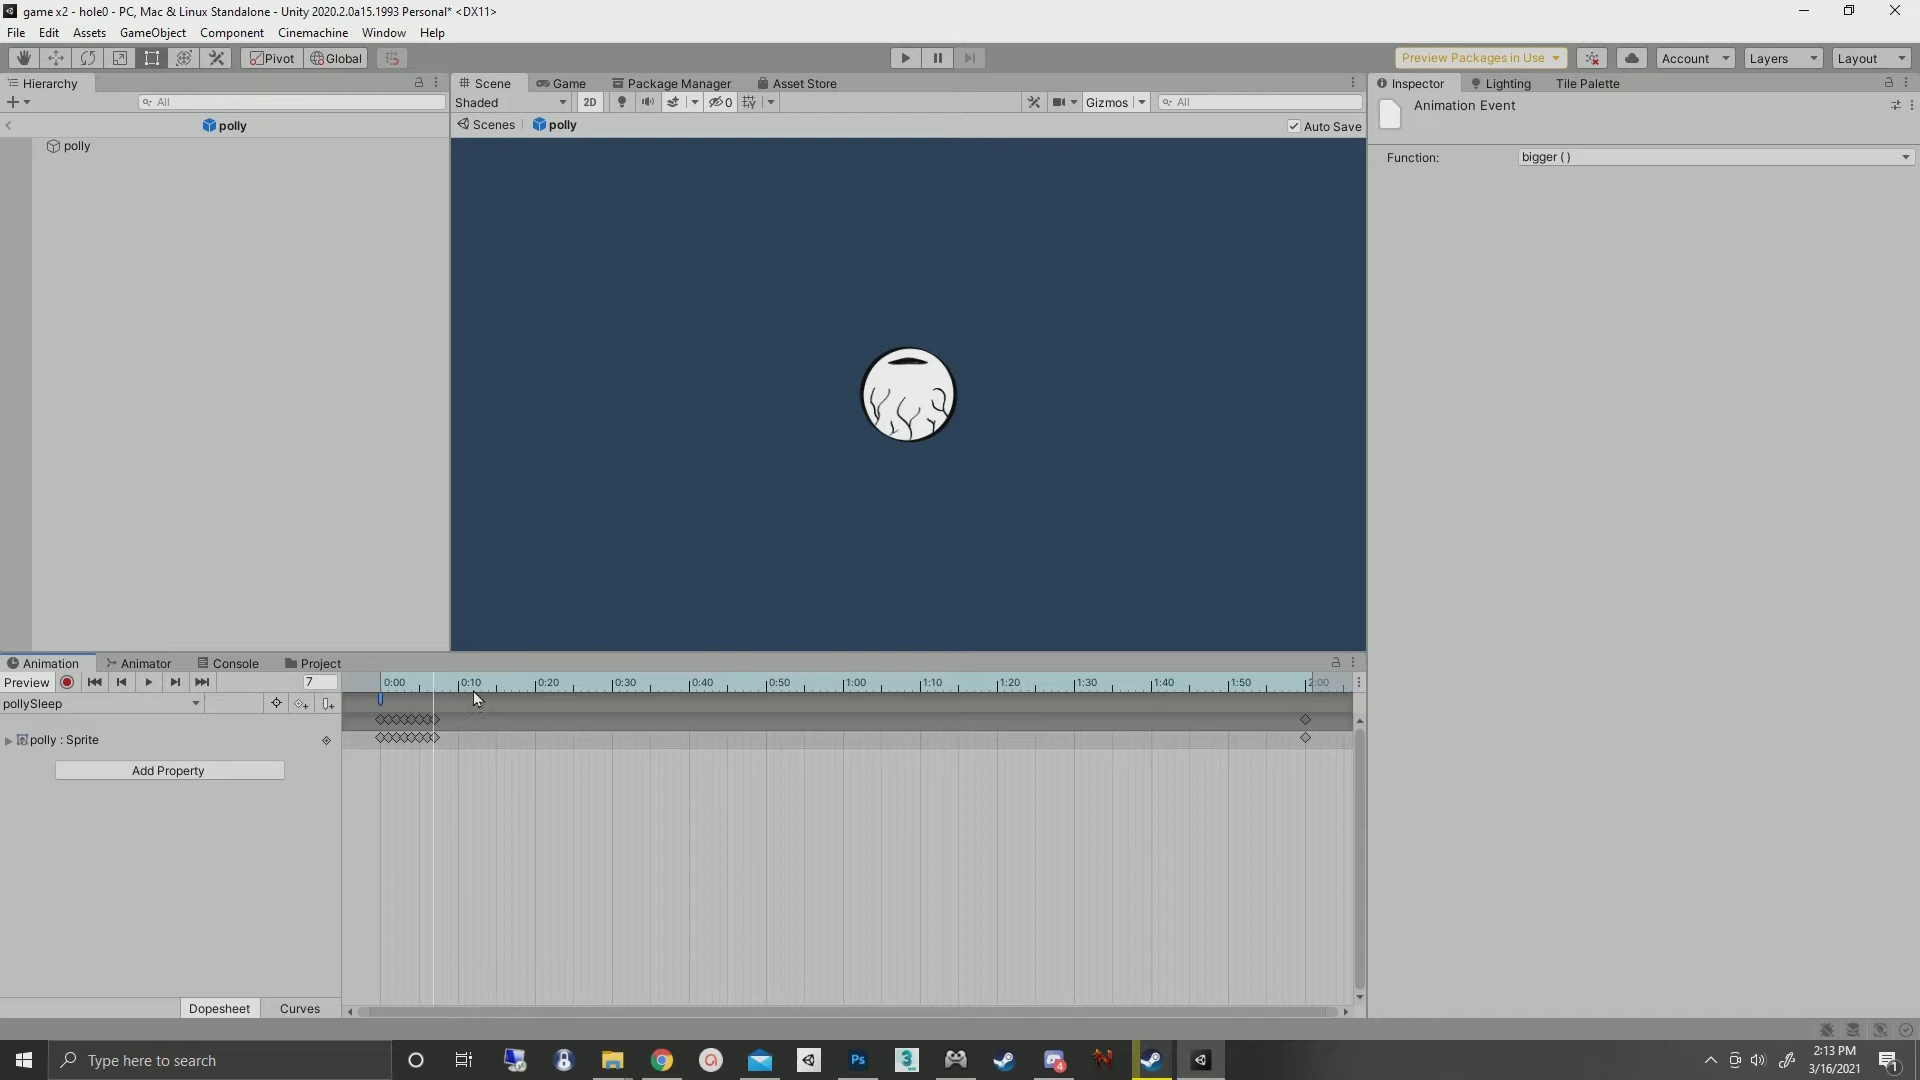 game x2 - hole0 - PC, Mac & Linux Standalone - Unity 2020.2.0a15.1993 Personal* <DX11>
File Edit Assets GameObject Component Cinemachine Window Help
Pivot Global Preview Packages in Use Account Layers Layout
Hierarchy Scene Game Package Manager Asset Store Inspector Lighting Tile Palette
All Shaded 2D 0 Gizmos All Animation Event
polly Scenes polly Auto Save
polly
Function: bigger ( )
Animation Animator Console Project
Preview 7 0:00 0:10 0:20 0:30 0:40 0:50 1:00 1:10 1:20 1:30 1:40 1:50 2:00
pollySleep
polly : Sprite
Add Property
Dopesheet Curves
Type here to search
Ps
3
4
2:13 PM
3/16/2021
1